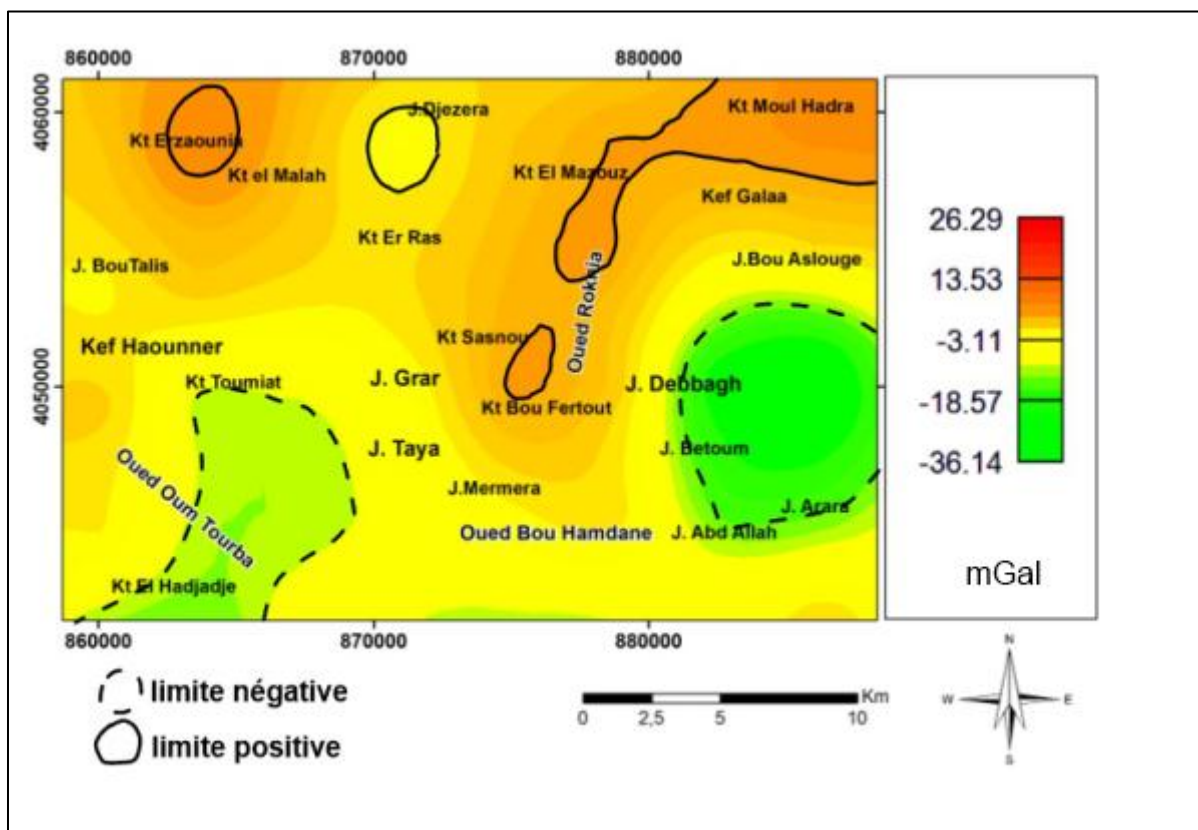 860000 870000 880000
4060000
4050000
J.Djezera
Kt Moul Hadra
Kt Erzaounia
Kt el Malah
Kt El Mazouz
Kef Galaa
Kt Er Ras
J. BouTalis
J.Bou Aslouge
Oued Roknia
Kt Sasnou
Kef Haounner
Kt Toumiat
J. Grar
J. Debbagh
Kt Bou Fertout
J. Taya
J. Betoum
Oued Oum Tourba
J.Mermera
J. Arara
Oued Bou Hamdane
J. Abd Allah
Kt El Hadjadje
860000 870000 880000
26.29
13.53
-3.11
-18.57
-36.14
mGal
limite négative
limite positive
Km
0 2,5 5 10
N
W E
S